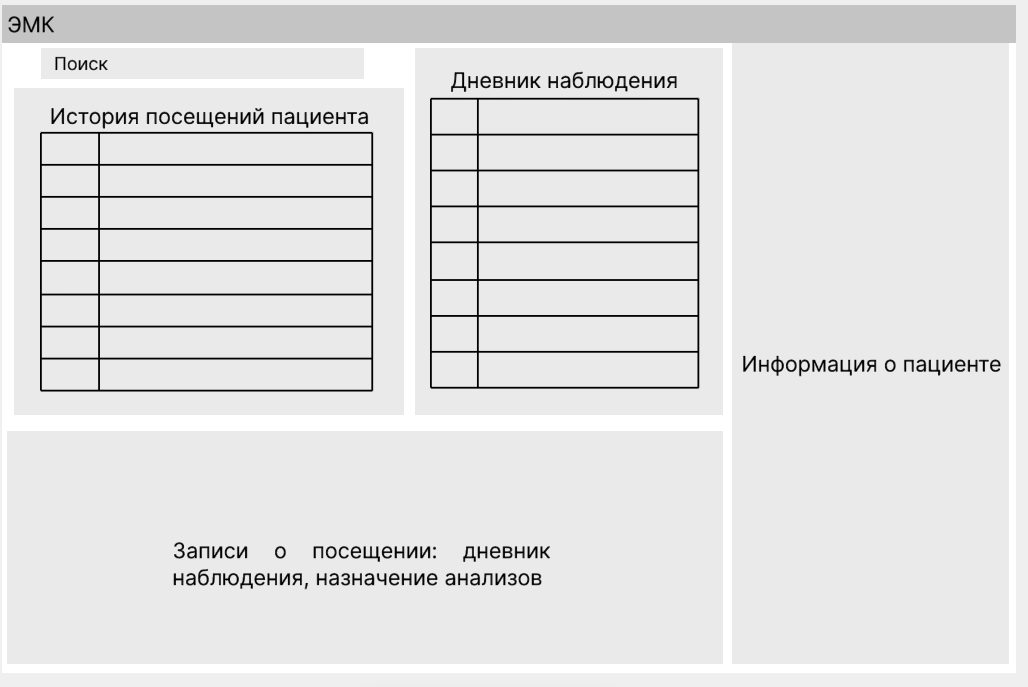 ЭМК
Поиск
История посещений пациента
Дневник наблюдения
Информация о пациенте
Записи о посещении: дневник
наблюдения, назначение анализов